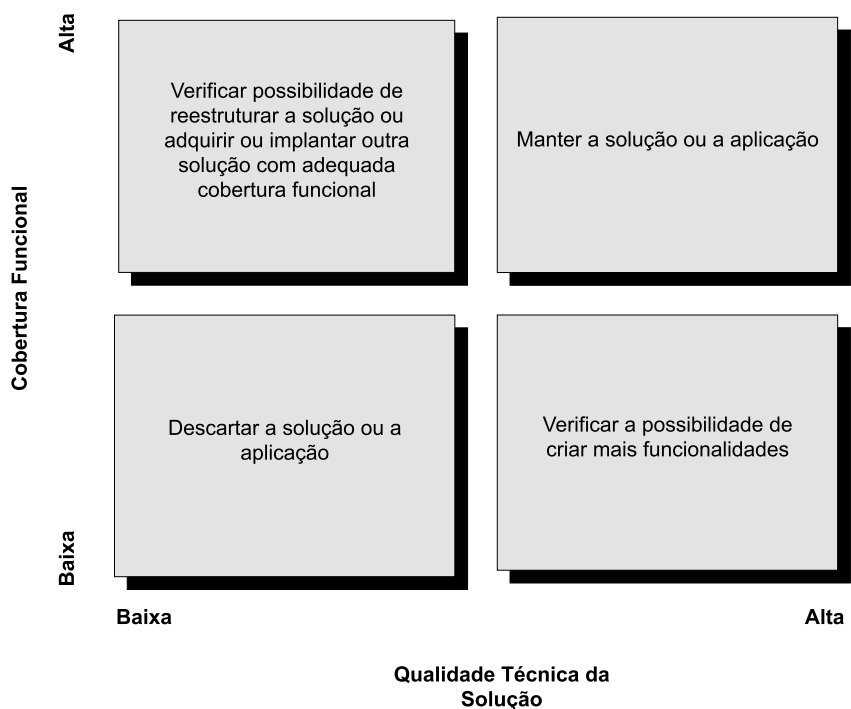 Alta
Verificar possibilidade de
reestruturar a solução ou
adquirir ou implantar outra
solução com adequada
cobertura funcional
Manter a solução ou a aplicação
Cobertura Funcional
Descartar a solução ou a
aplicação
Verificar a possibilidade de
criar mais funcionalidades
Baixa
Baixa
Alta
Qualidade Técnica da
Solução